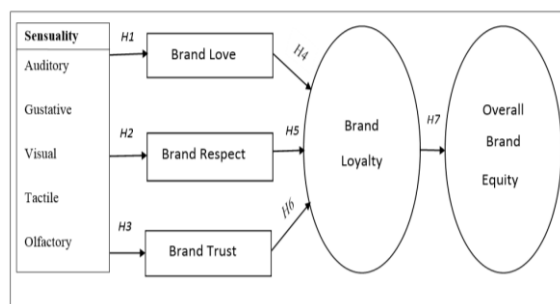 Sensuality
Auditory
Gustative
Visual
Tactile
Olfactory
H1
H2
H3
Brand Love
Brand Respect
Brand Trust
H4
H5
H6
Brand
Loyalty
H7
Overall
Brand
Equity